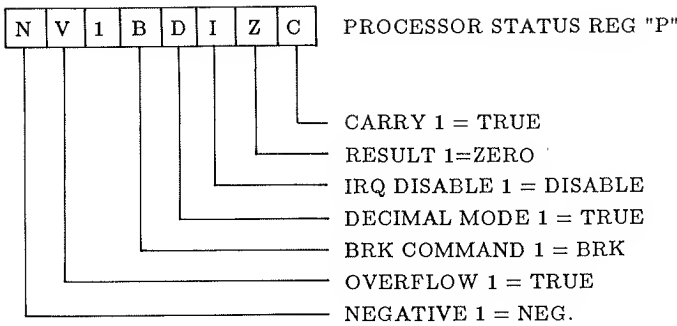 N V 1 B D I Z C PROCESSOR STATUS REG "P"
CARRY 1 = TRUE
RESULT 1=ZERO
IRQ DISABLE 1 = DISABLE
DECIMAL MODE 1 = TRUE
BRK COMMAND 1 = BRK
OVERFLOW 1 = TRUE
NEGATIVE 1 = NEG.